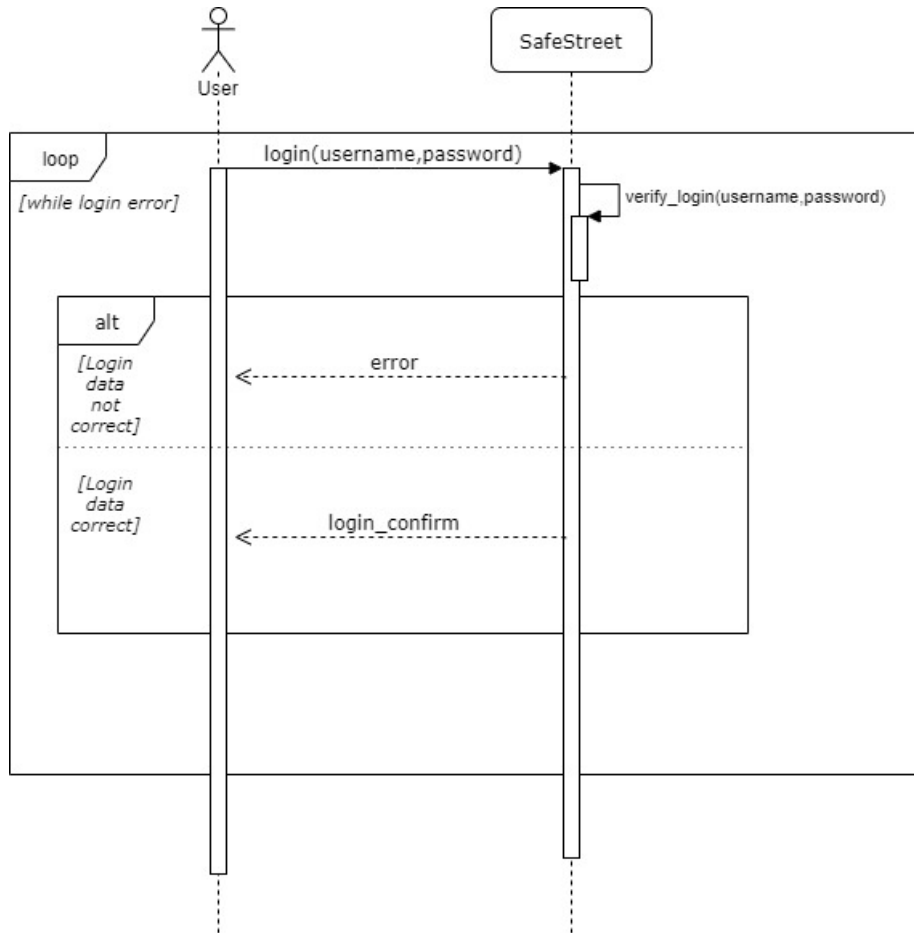 SafeStreet
User
loop
login(username,password)
[while login error]
verify_login(username,password)
alt
[Login
data
not
correct]
error
[Login
data
correct]
login_confirm